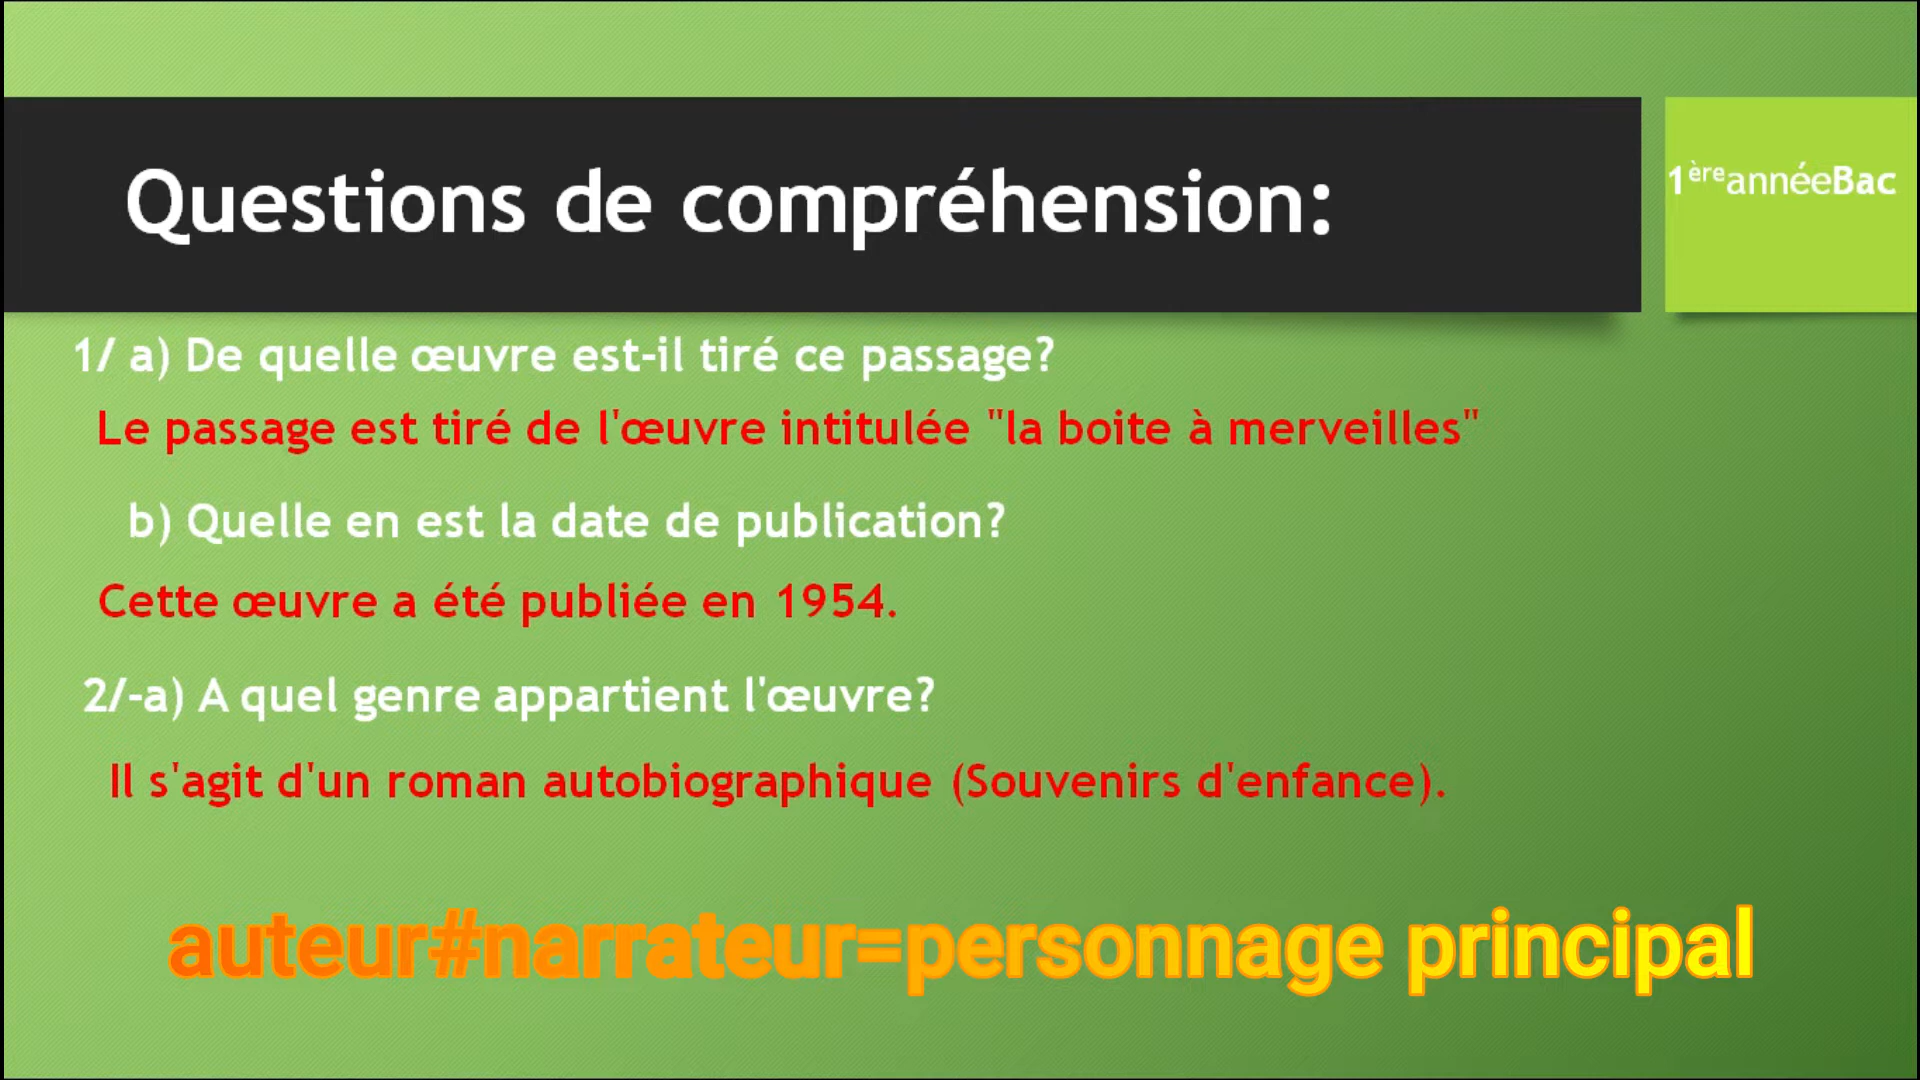 Questions de compréhension:
1èreannéeBac
1/ a) De quelle œuvre est-il tiré ce passage?
Le passage est tiré de l'œuvre intitulée "la boite à merveilles"
b) Quelle en est la date de publication?
Cette œuvre a été publiée en 1954.
2/-a) A quel genre appartient l'œuvre?
Il s'agit d'un roman autobiographique (Souvenirs d'enfance).
auteur#narrateur=personnage principal